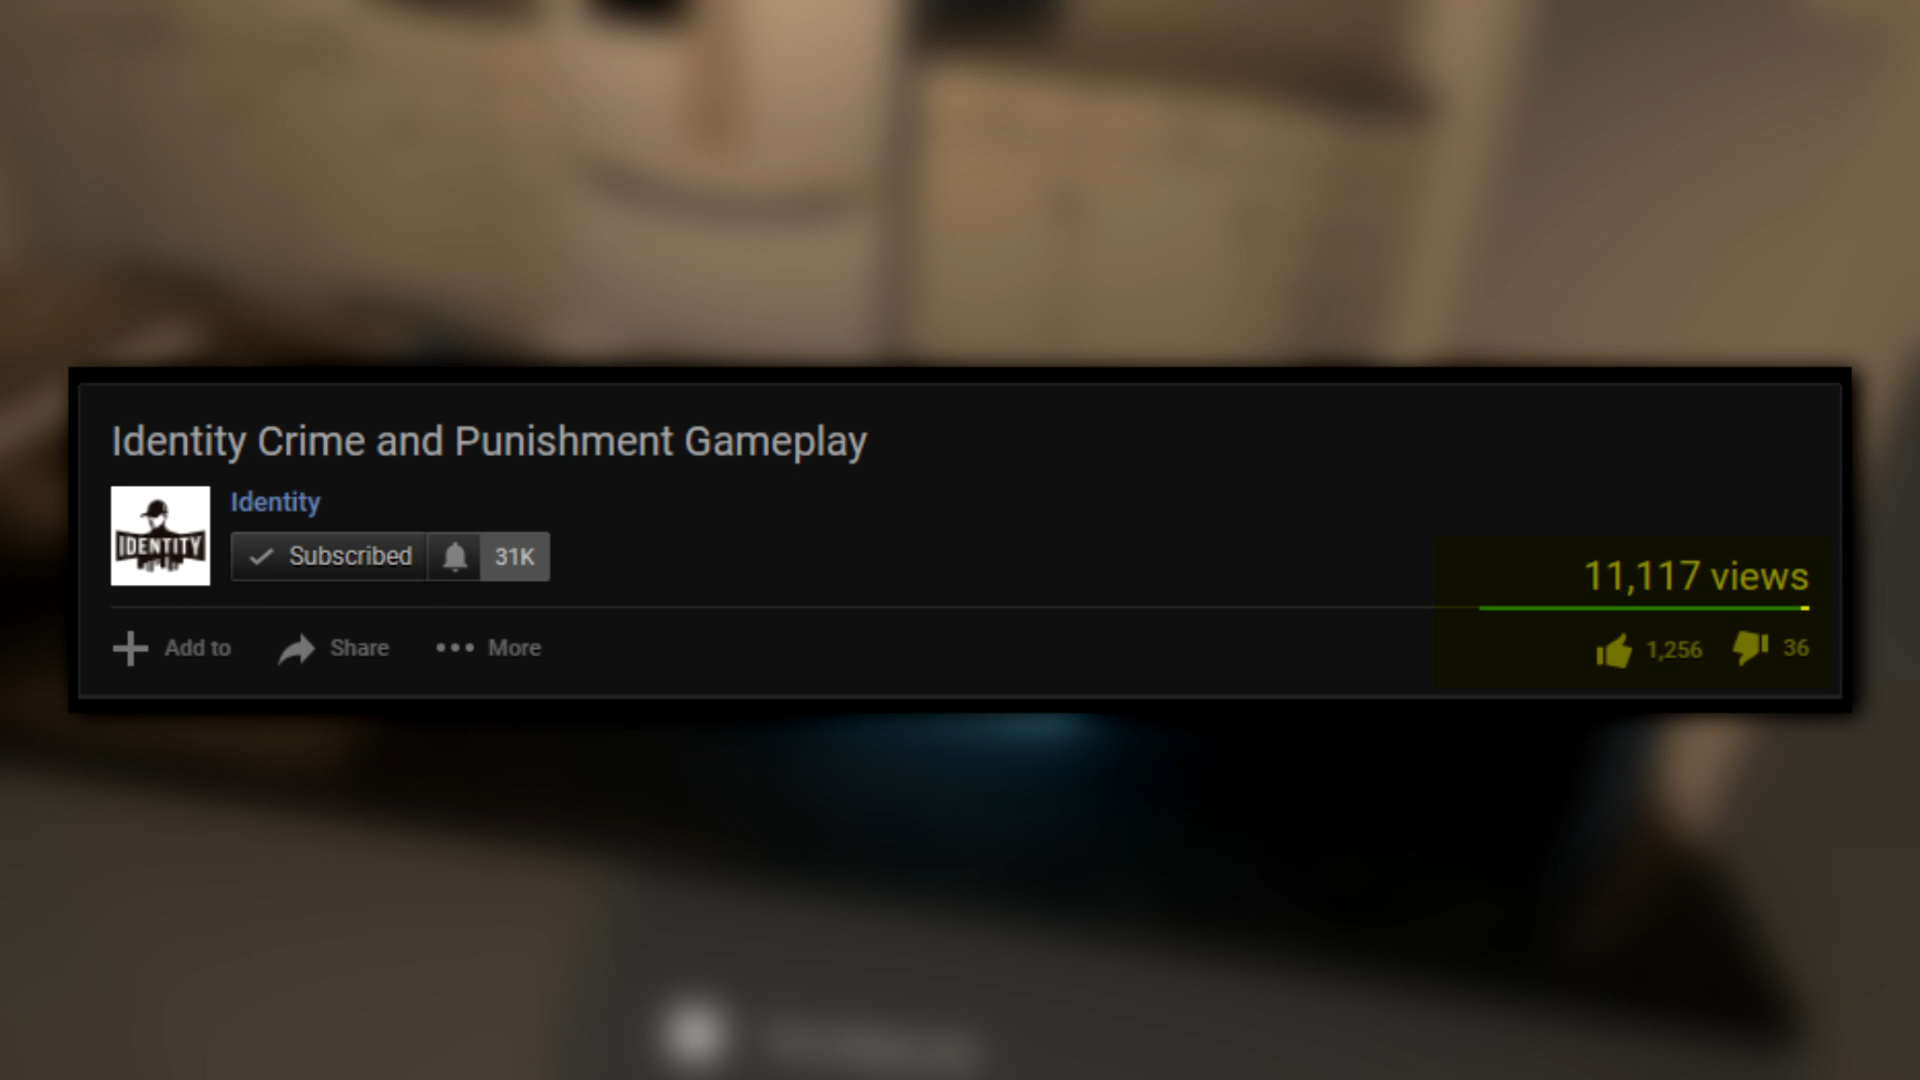 Identity Crime and Punishment Gameplay
IDENTITY
Identity
Subscribed 31K
11,117 views
Add to Share More
1,256 36